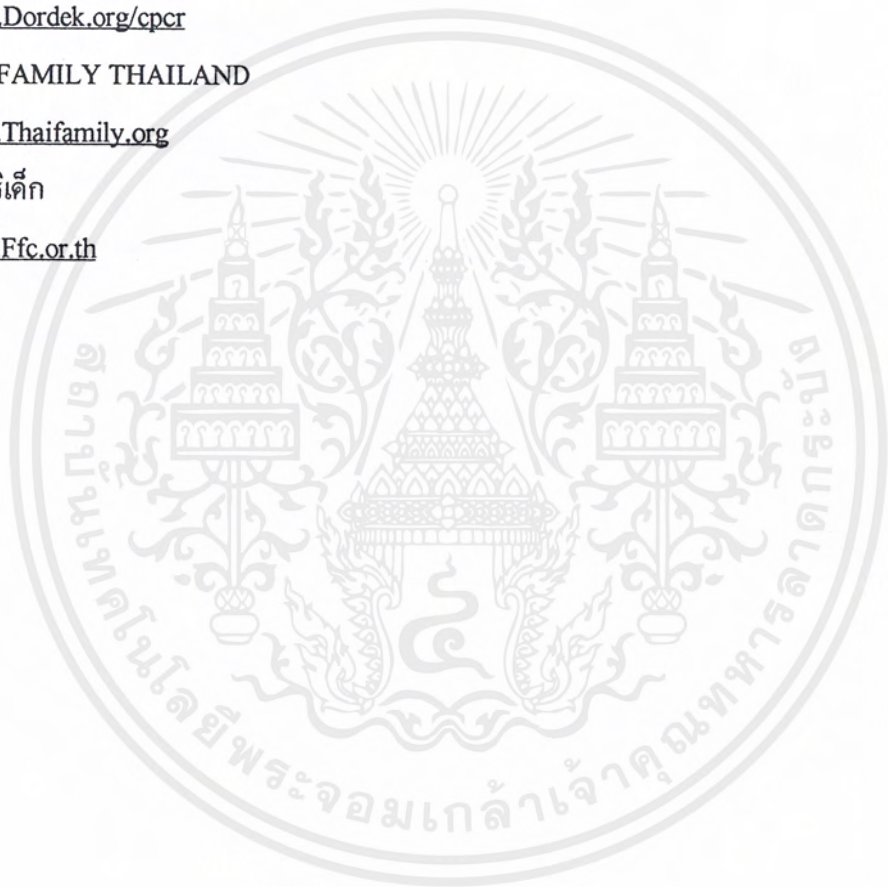 .Dordek.org/cpcr
FAMILY THAILAND
.Thaifamily.org
เด็ก
Ffc.or.th
สถาบันเทคโนโลยีพระจอมเกล้าเจ้าคุณทหารลาดกระบัง